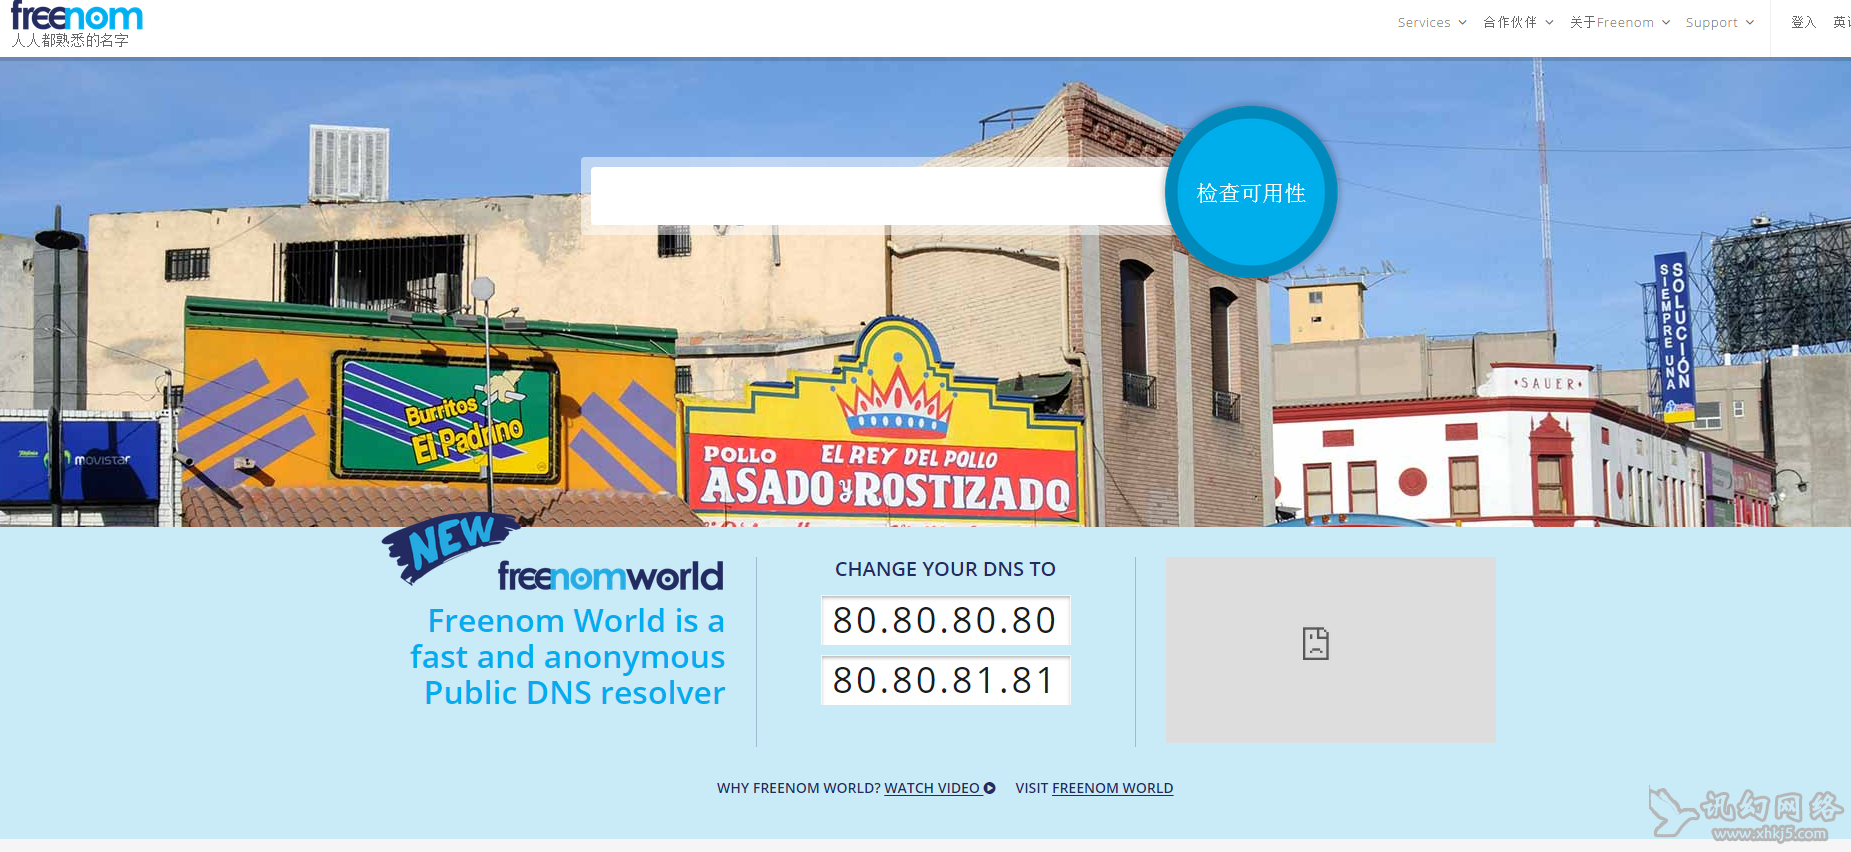 freenom
人人都熟悉的名字
Services
合作伙伴
关于Freenom
Support
登入
检查可用性
SOLUCIÓN
SIEMPRE UNA
SAUER
Burritos
El Padrino
movistar
POLLO
EL REY DEL POLLO
ASADO y ROSTIZADO
NEW
freenomworld
Freenom World is a
fast and anonymous
Public DNS resolver
CHANGE YOUR DNS TO
80.80.80.80
80.80.81.81
WHY FREENOM WORLD? WATCH VIDEO
VISIT FREENOM WORLD
讯幻网络
www.xhkj5.com